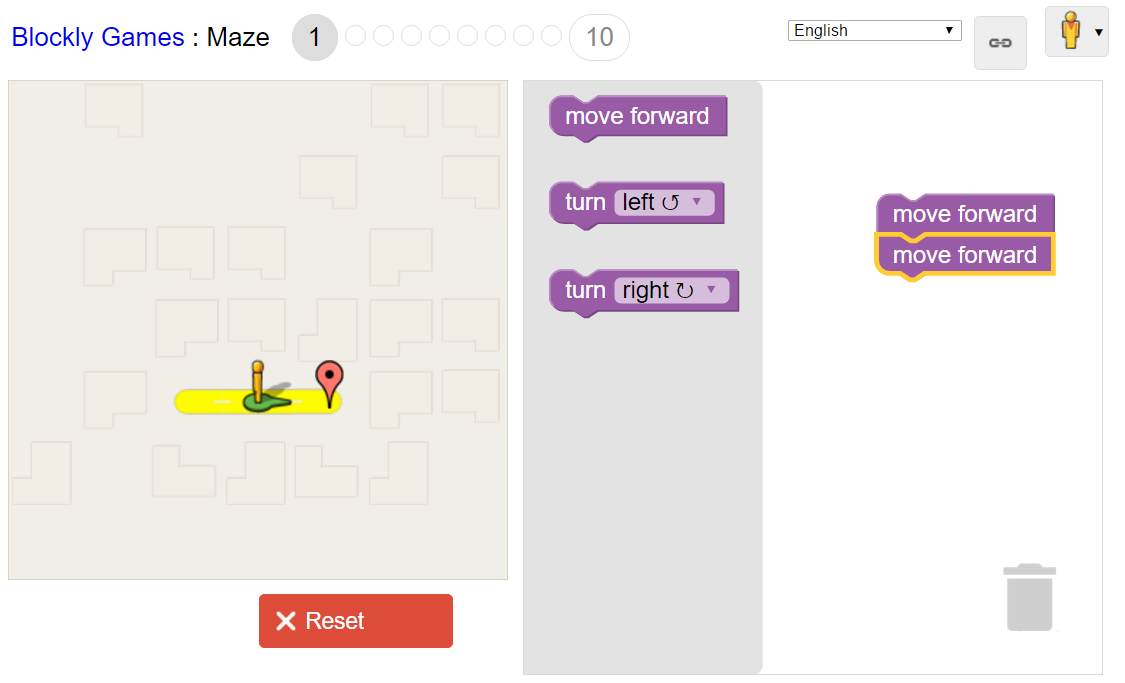 Blockly Games : Maze 1 10
English
move forward
turn left ↺
turn right ↻
move forward
move forward
Reset